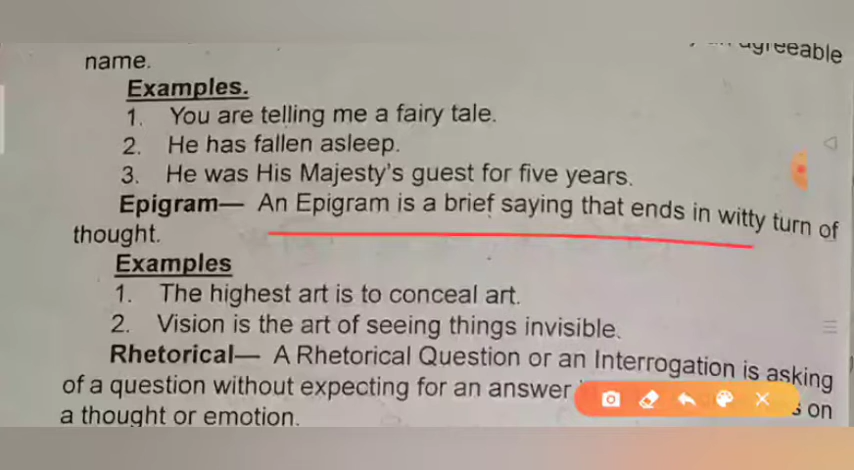 agreeable
name.
Examples.
1. You are telling me a fairy tale.
2. He has fallen asleep.
3. He was His Majesty's guest for five years.
Epigram— An Epigram is a brief saying that ends in witty turn of
thought.
Examples
1. The highest art is to conceal art.
2. Vision is the art of seeing things invisible.
Rhetorical— A Rhetorical Question or an Interrogation is asking
of a question without expecting for an answer
on
a thought or emotion.